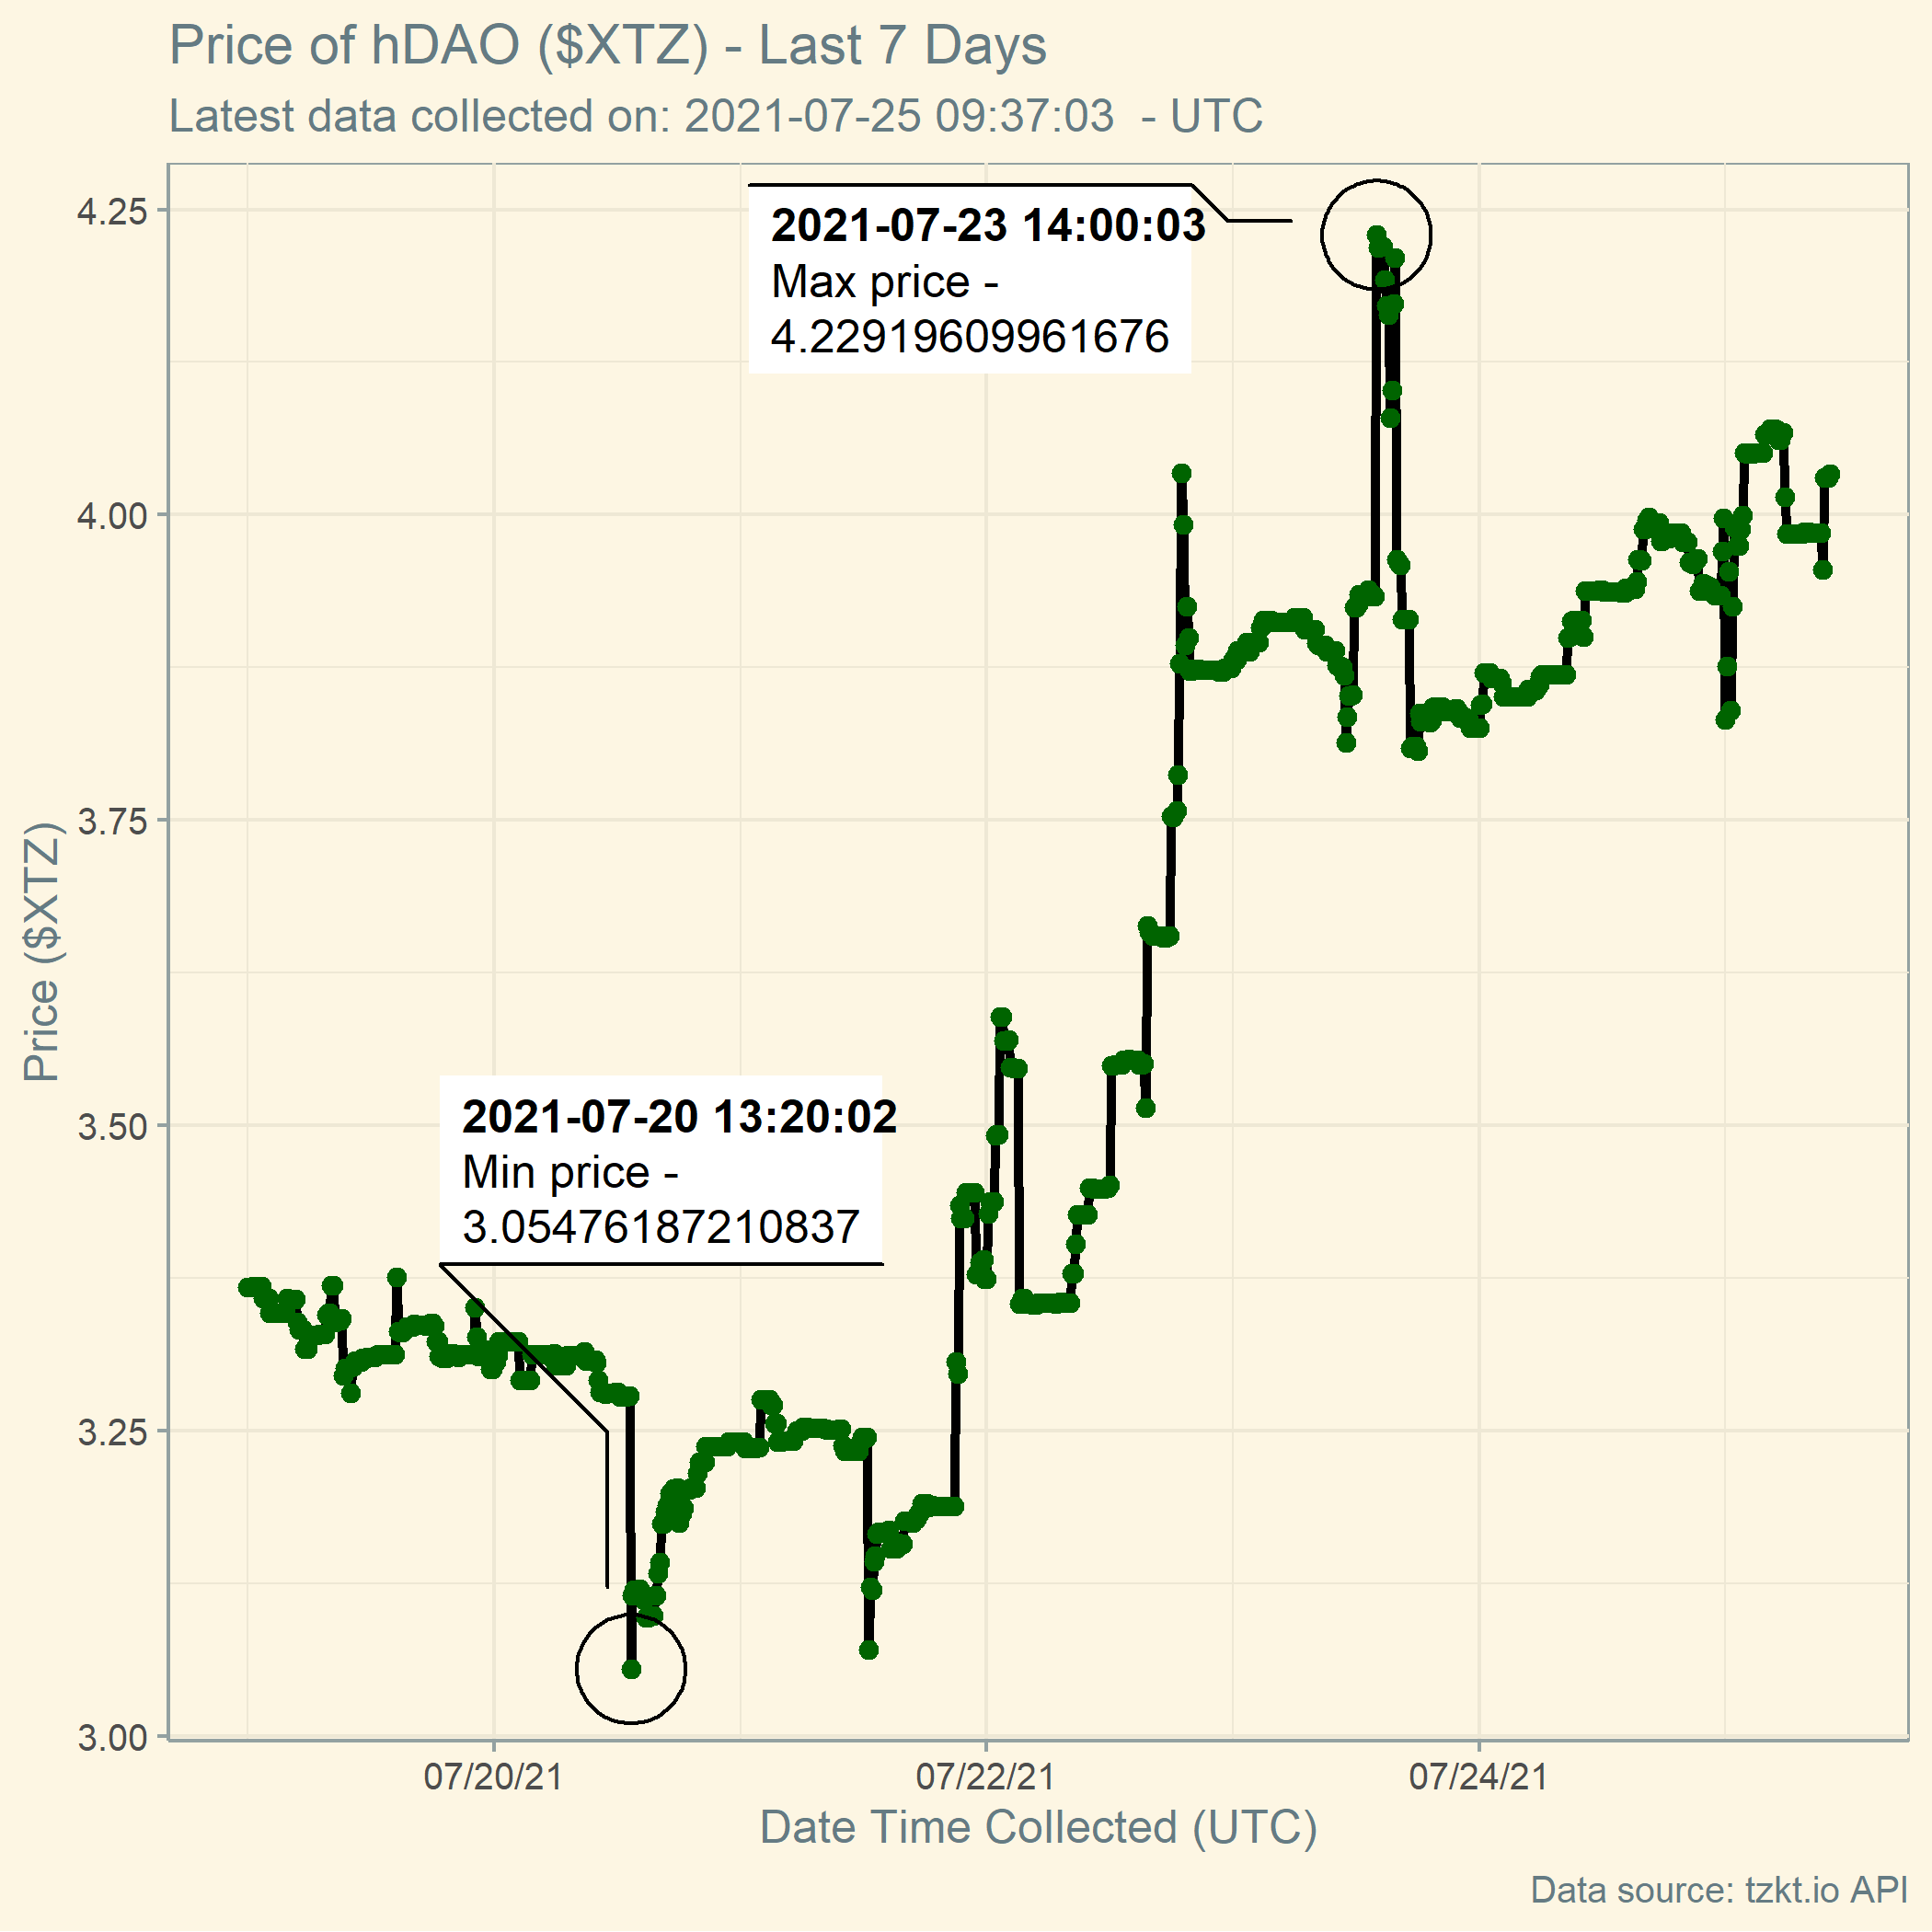 Price of hDAO ($XTZ) - Last 7 Days
Latest data collected on: 2021-07-25 09:37:03  - UTC
4.25
4.00
3.75
3.50
3.25
3.00
Price ($XTZ)
2021-07-23 14:00:03
Max price -
4.22919609961676
2021-07-20 13:20:02
Min price -
3.05476187210837
07/20/21
07/22/21
07/24/21
Date Time Collected (UTC)
Data source: tzkt.io API